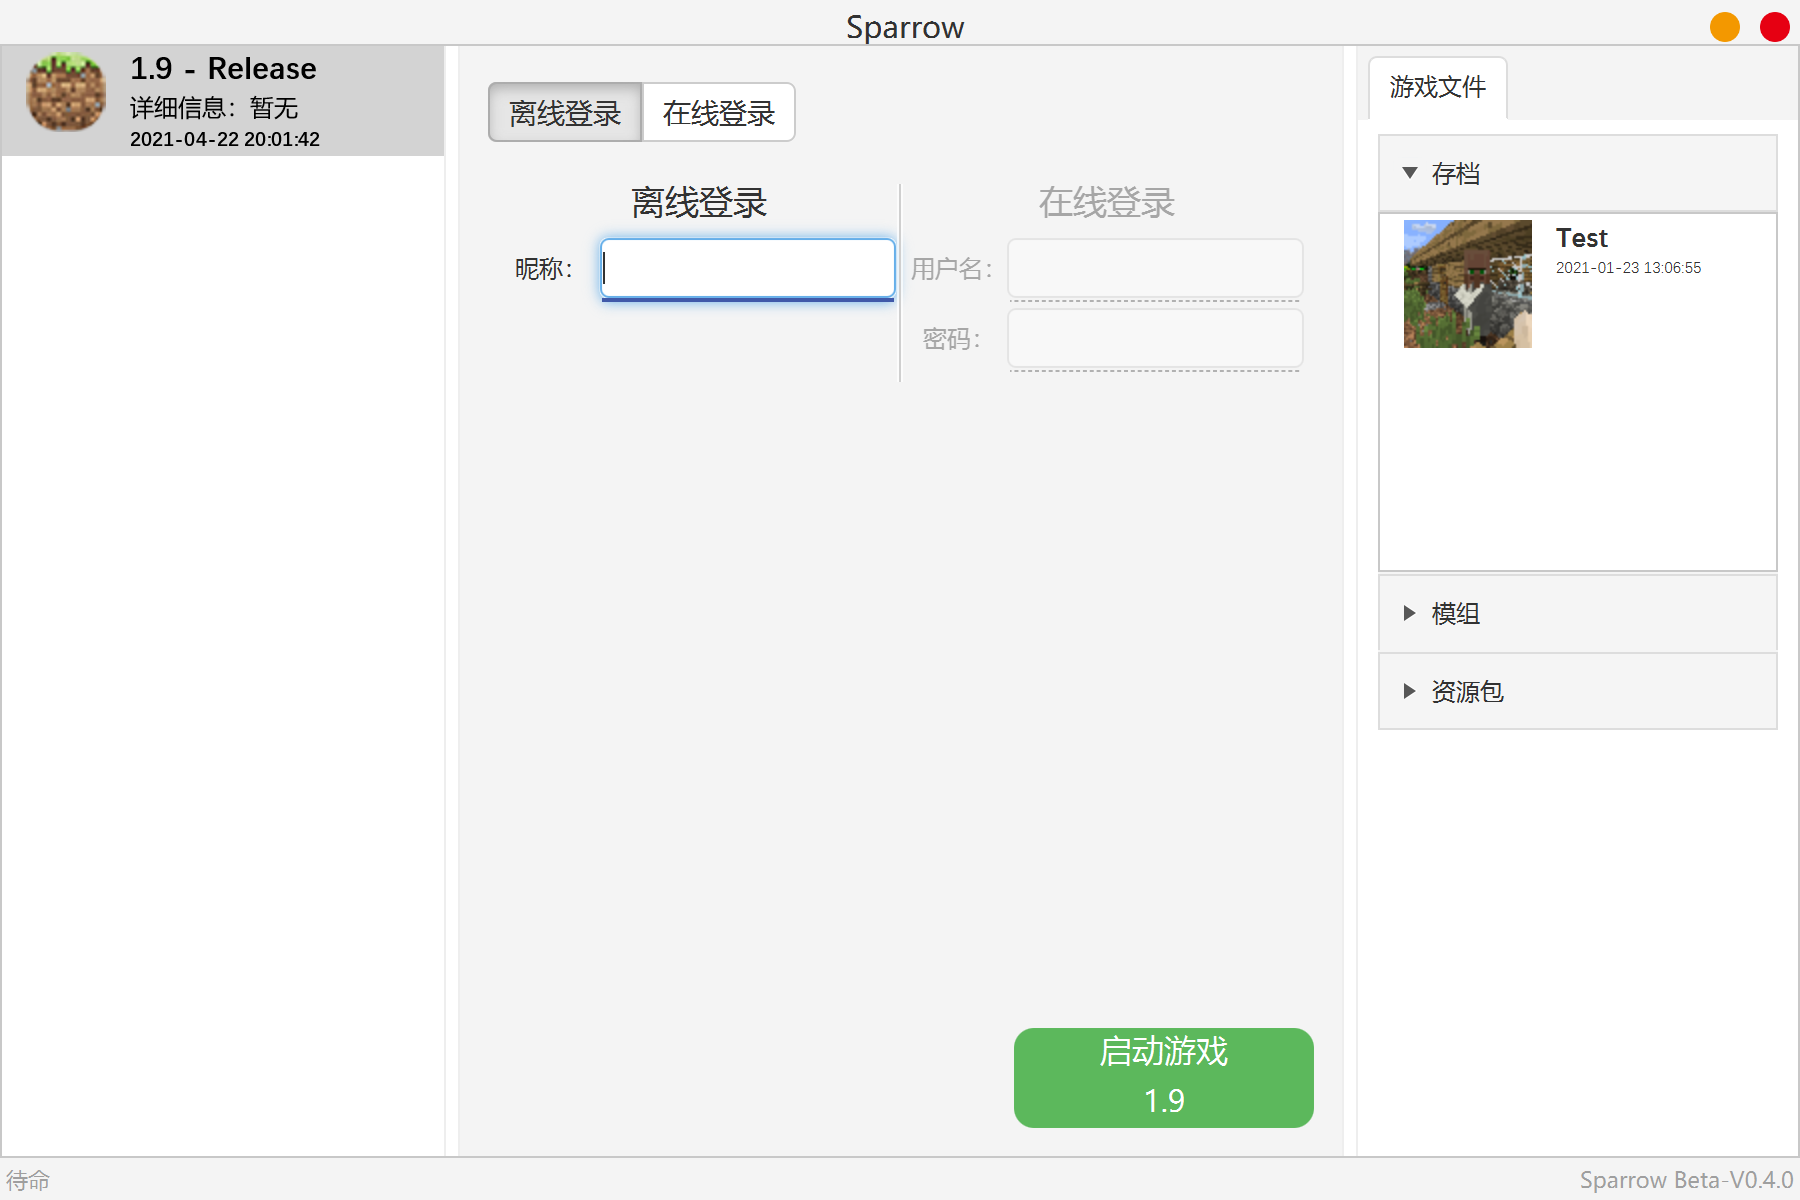 Sparrow
1.9 - Release
详细信息：暂无
2021-04-22 20:01:42
离线登录
在线登录
离线登录
昵称：
在线登录
用户名：
密码：
启动游戏
1.9
游戏文件
存档
Test
2021-01-23 13:06:55
模组
资源包
待命
Sparrow Beta-V0.4.0